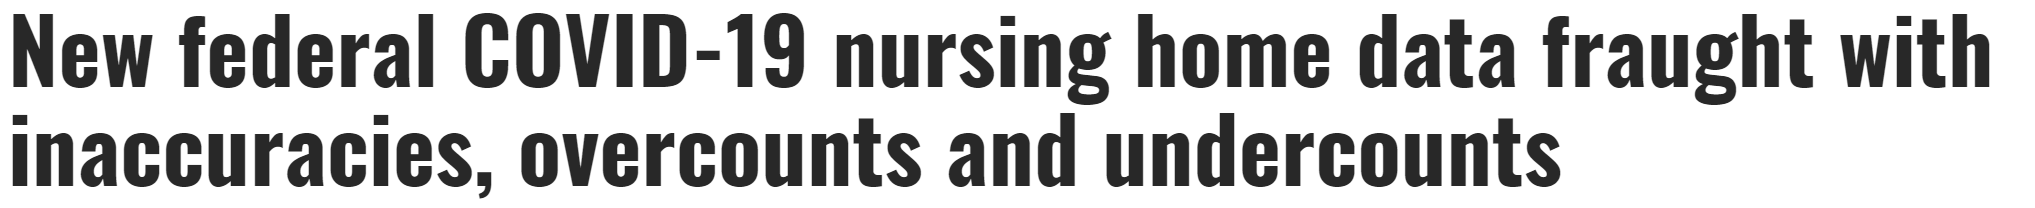 New federal COVID-19 nursing home data fraught with
inaccuracies, overcounts and undercounts